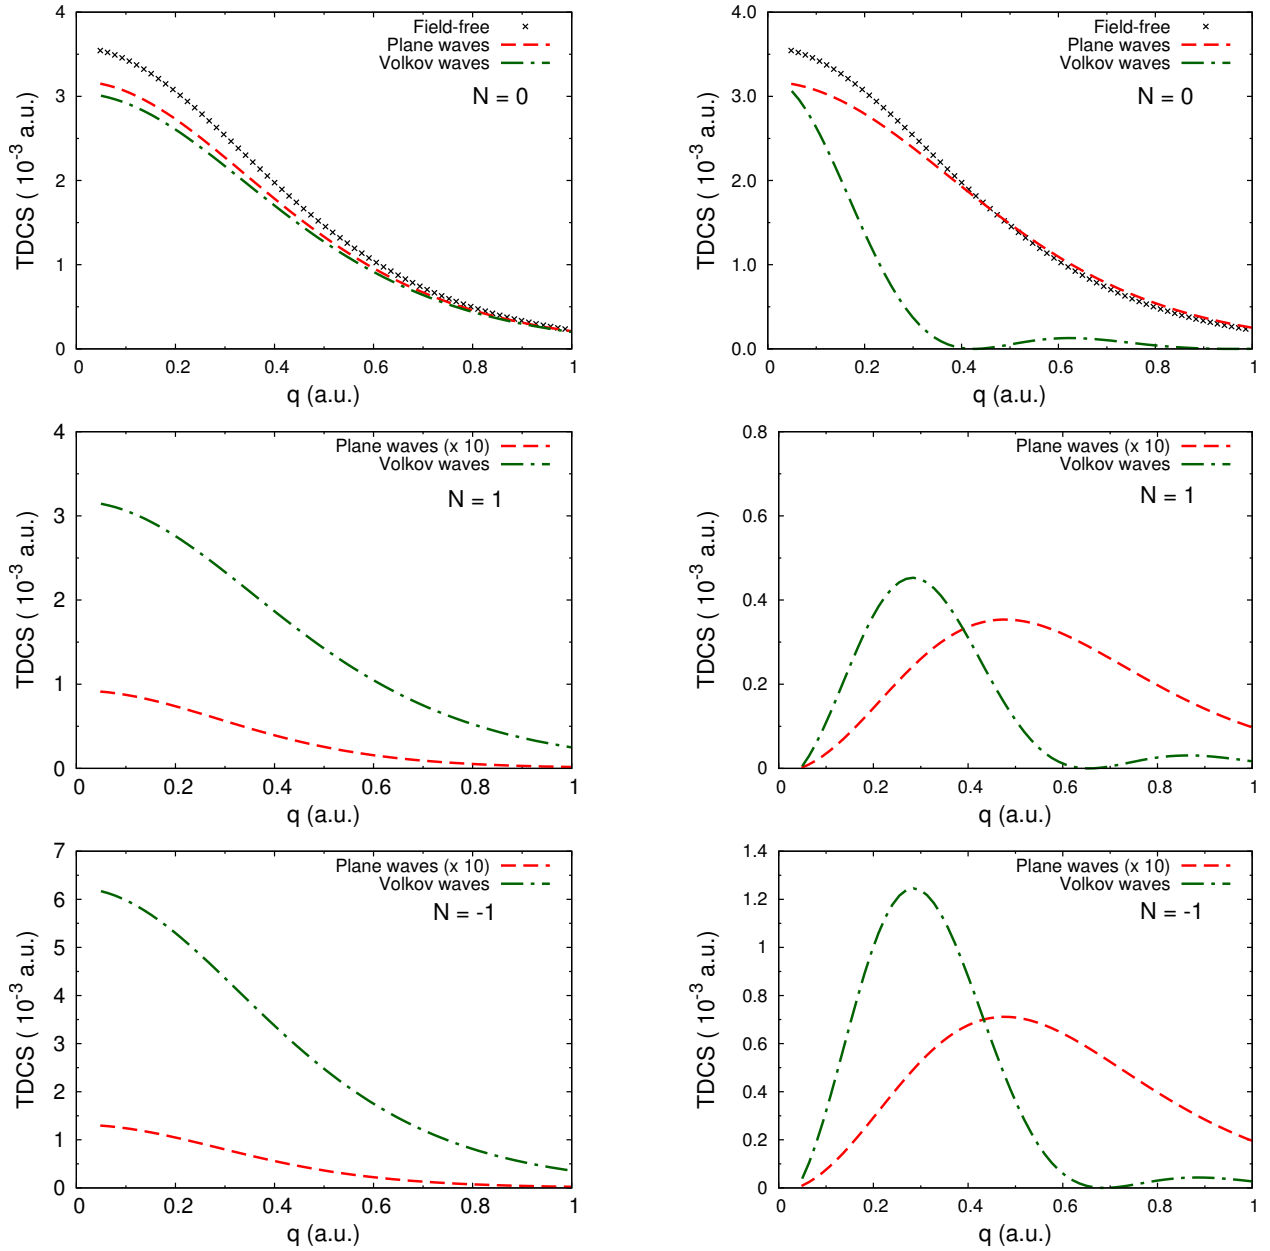 4
3
2
1
0
TDCS ( 10-3 a.u.)
Field-free
Plane waves
Volkov waves
N = 0
0 0.2 0.4 0.6 0.8 1
q (a.u.)
4.0
3.0
2.0
1.0
0.0
TDCS ( 10-3 a.u.)
Field-free
Plane waves
Volkov waves
N = 0
0 0.2 0.4 0.6 0.8 1
q (a.u.)
4
3
2
1
0
TDCS ( 10-3 a.u.)
Plane waves (x 10)
Volkov waves
N = 1
0 0.2 0.4 0.6 0.8 1
q (a.u.)
0.8
0.6
0.4
0.2
0
TDCS ( 10-3 a.u.)
Plane waves (x 10)
Volkov waves
N = 1
0 0.2 0.4 0.6 0.8 1
q (a.u.)
7
6
5
4
3
2
1
0
TDCS ( 10-3 a.u.)
Plane waves (x 10)
Volkov waves
N = -1
0 0.2 0.4 0.6 0.8 1
q (a.u.)
1.4
1.2
1
0.8
0.6
0.4
0.2
0
TDCS ( 10-3 a.u.)
Plane waves (x 10)
Volkov waves
N = -1
0 0.2 0.4 0.6 0.8 1
q (a.u.)